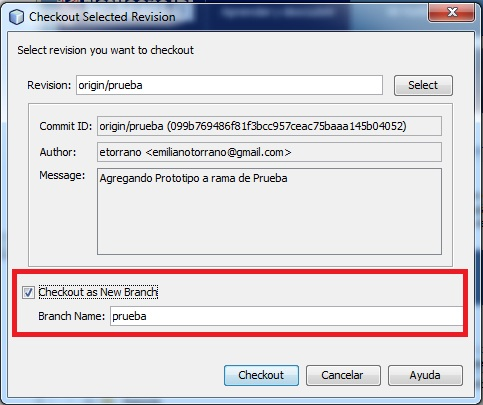 Checkout Selected Revision
Select revision you want to checkout
Revision: origin/prueba Select
Commit ID: origin/prueba (099b769486f81f3bcc957ceac75baaa145b04052)
Author: etorrano <emilianotorrano@gmail.com>
Message: Agregando Prototipo a rama de Prueba
Checkout as New Branch
Branch Name: prueba
Checkout Cancelar Ayuda